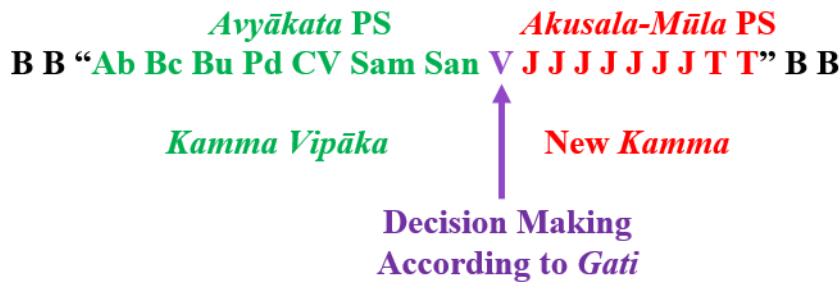 Avyākata PS Akusala-Mūla PS
B B “Ab Bc Bu Pd CV Sam San V J J J J J J J T T” B B
Kamma Vipāka New Kamma
Decision Making
According to Gati